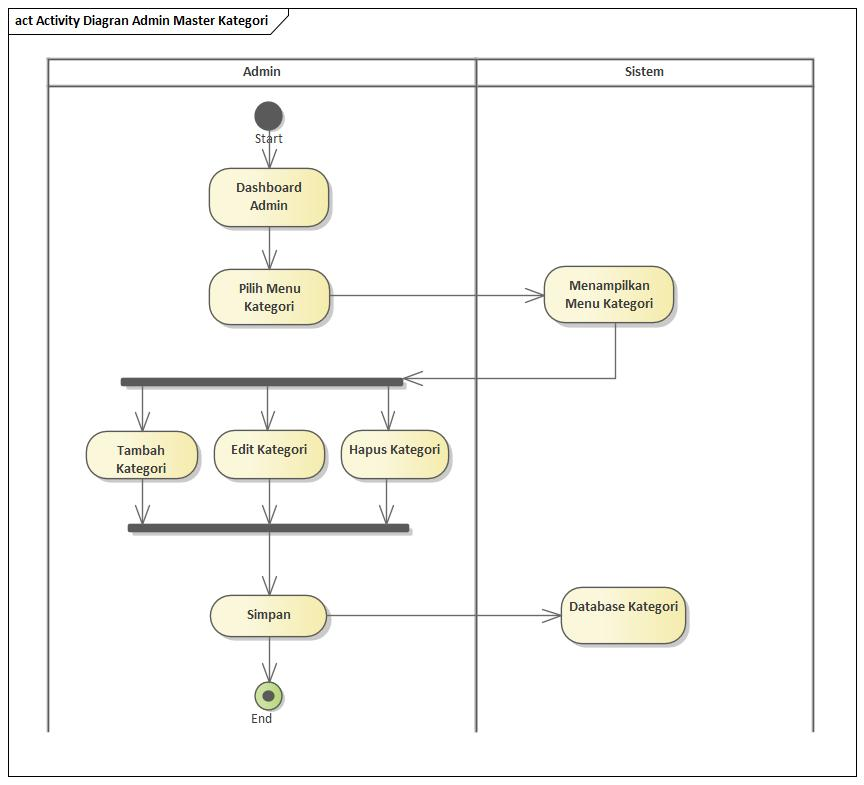 act Activity Diagran Admin Master Kategori
Admin
Sistem
Start
Dashboard
Admin
Pilih Menu
Kategori
Menampilkan
Menu Kategori
Tambah
Kategori
Edit Kategori
Hapus Kategori
Simpan
Database Kategori
End